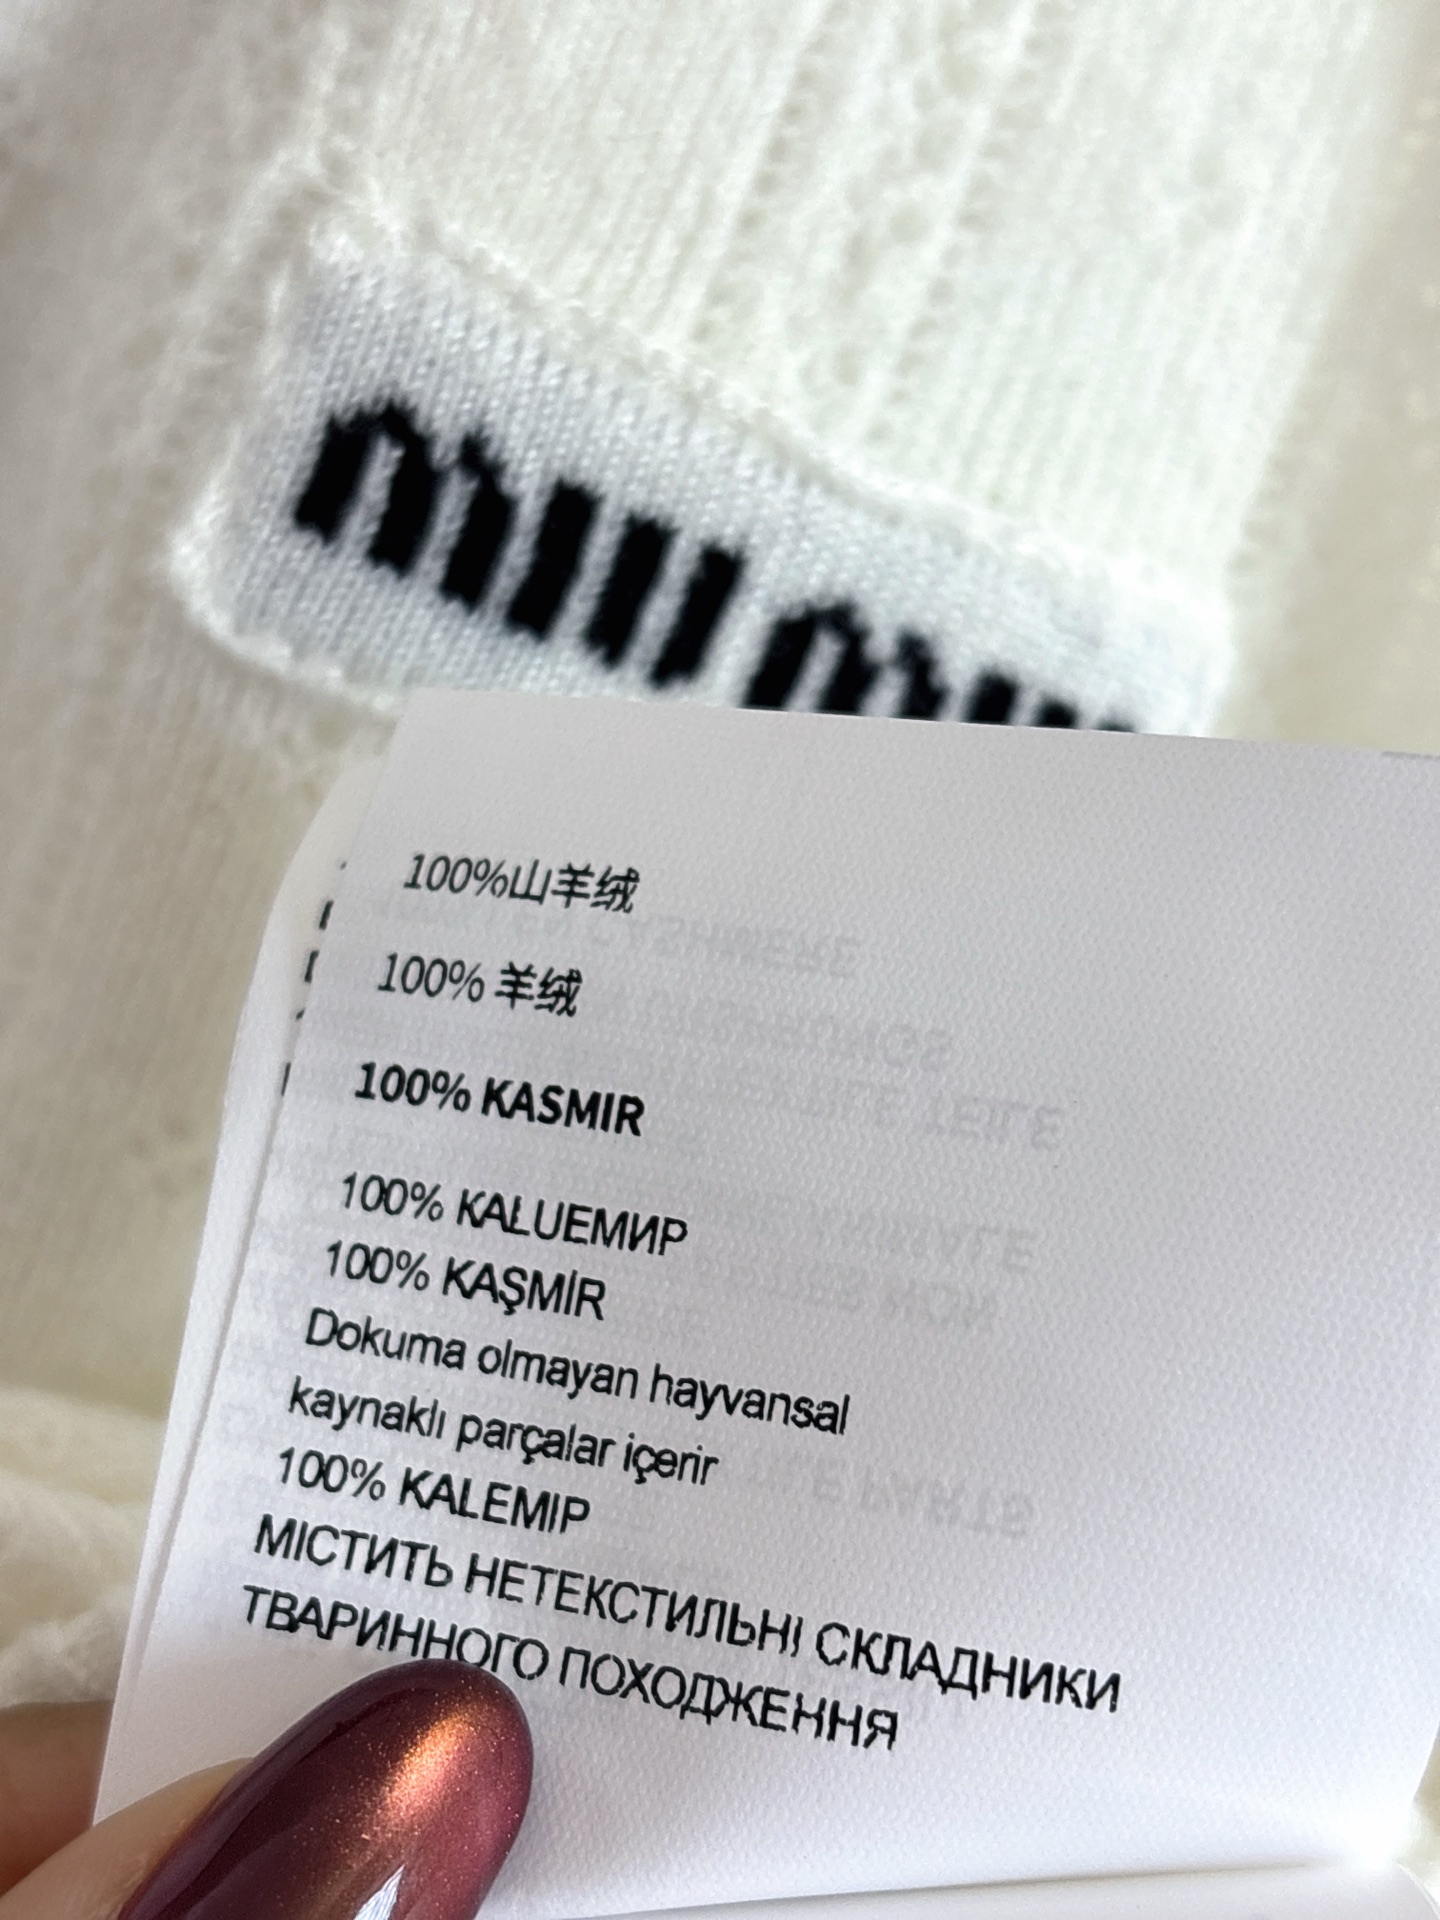 miu miu
100%山羊绒
100% 羊绒
100% KASMIR
100% KALUEМИР
100% KAŞMİR
Dokuma olmayan hayvansal
kaynaklı parçalar içerir
100% KALEMIP
МІСТИТЬ НЕТЕКСТИЛЬНІ СКЛАДНИКИ
ТВАРИННОГО ПОХОДЖЕННЯ